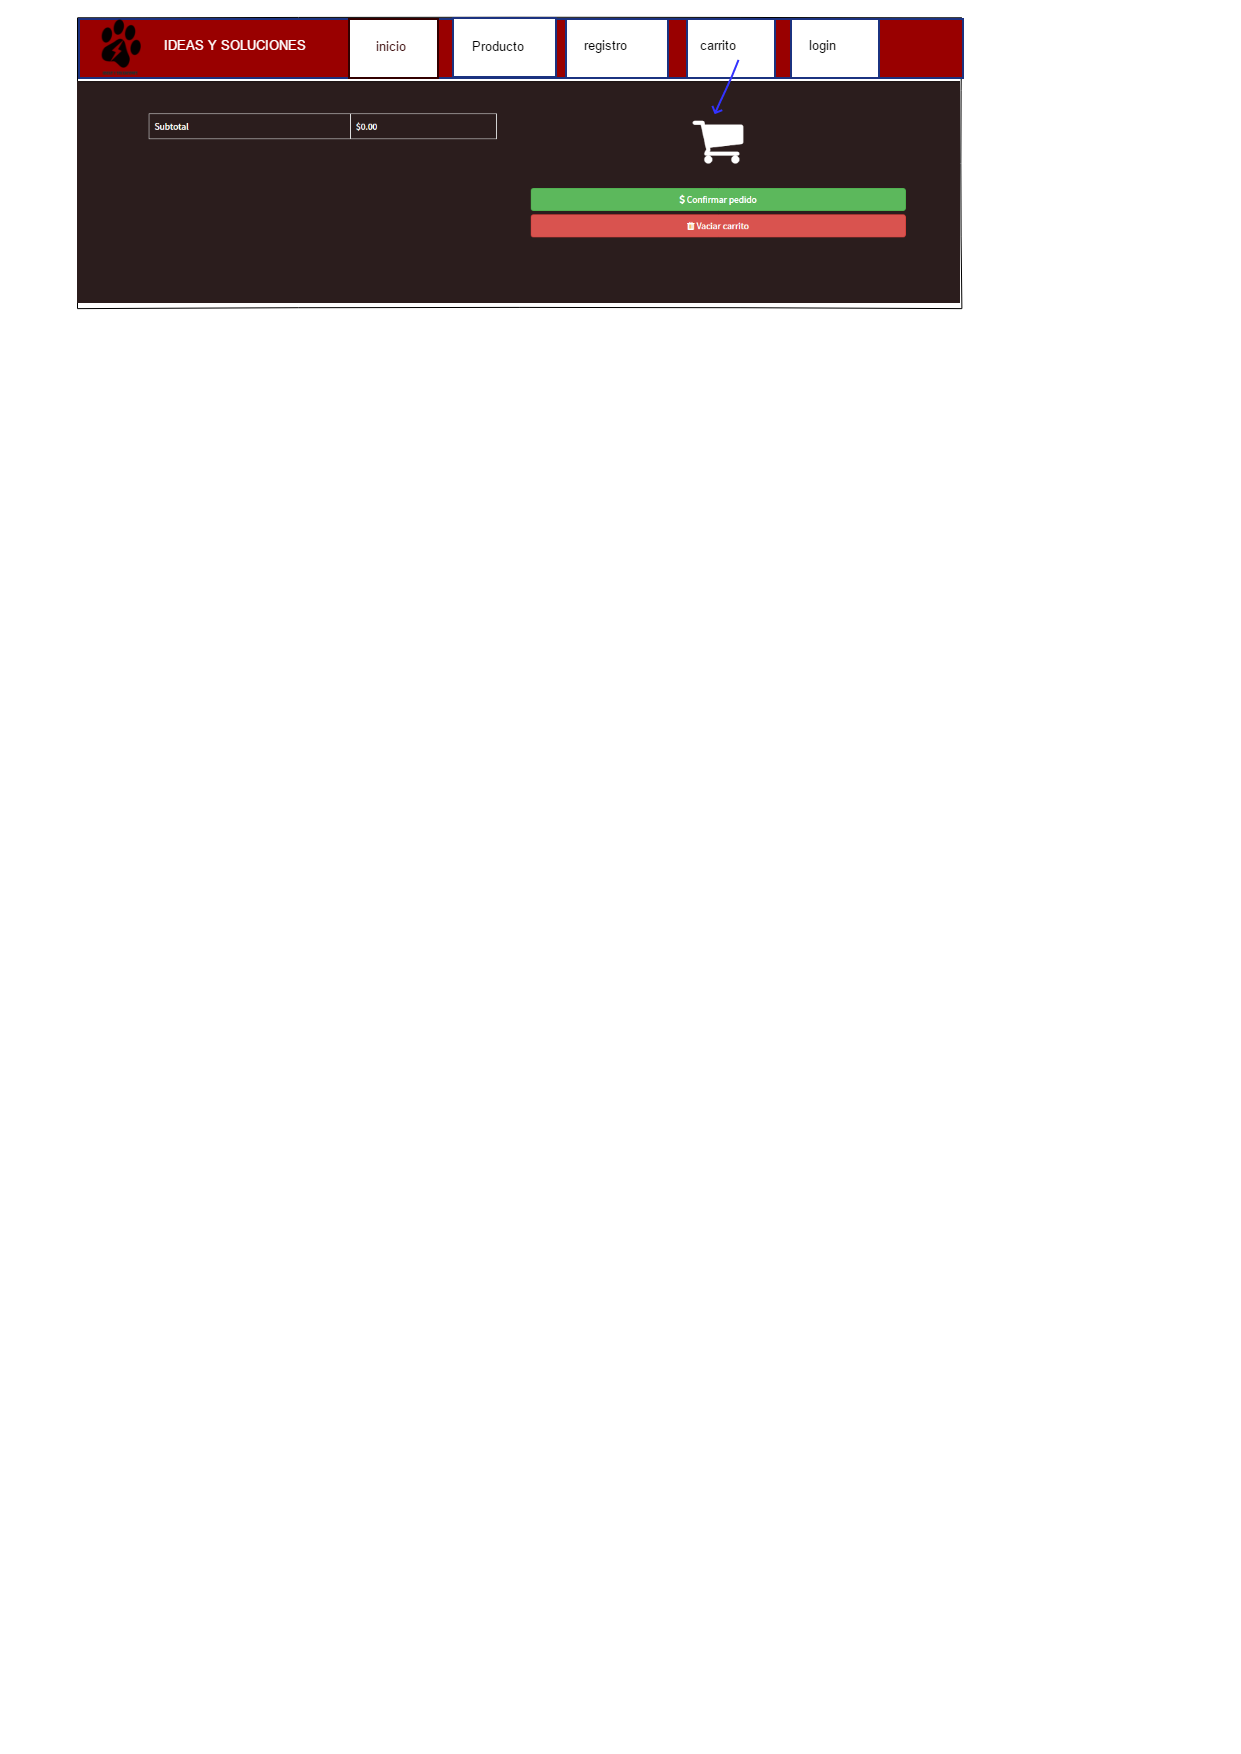 IDEAS Y SOLUCIONES
inicio
Producto
registro
carrito
login
Subtotal
$0.00
$ Confirmar pedido
Vaciar carrito